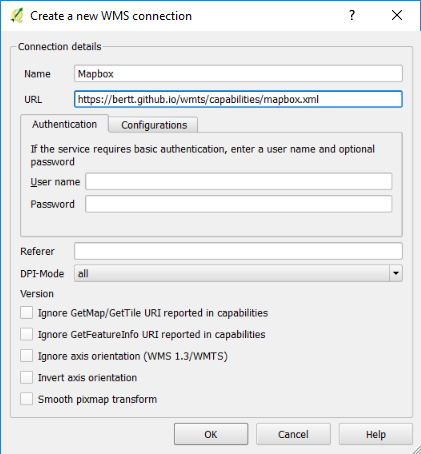 Create a new WMS connection
Connection details
Name Mapbox
URL https://bertt.github.io/wmts/capabilities/mapbox.xml
Authentication Configurations
If the service requires basic authentication, enter a user name and optional
password
User name
Password
Referer
DPI-Mode all
Version
Ignore GetMap/GetTile URI reported in capabilities
Ignore GetFeatureInfo URI reported in capabilities
Ignore axis orientation (WMS 1.3/WMTS)
Invert axis orientation
Smooth pixmap transform
OK Cancel Help